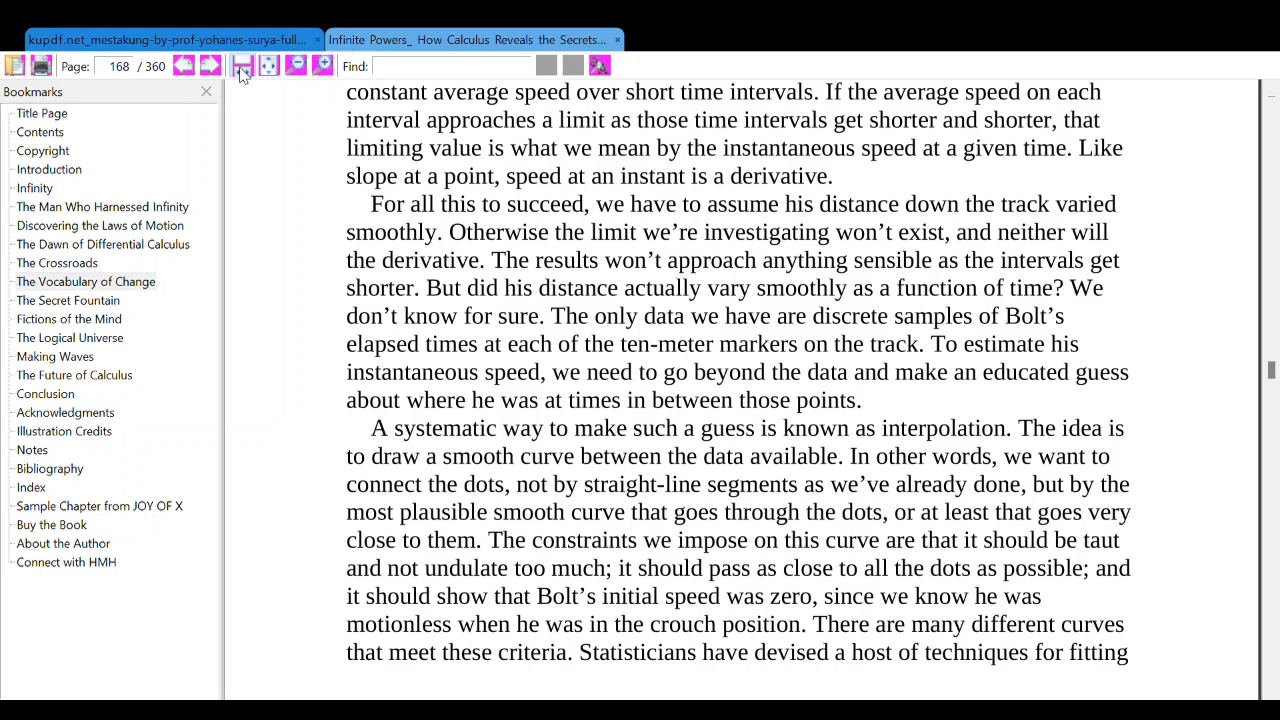 kupdf.net_mestakung-by-prof-yohanes-surya-full... × Infinite Powers_ How Calculus Reveals the Secrets... ×
Page: 168 / 360 Find:
Bookmarks
Title Page
Contents
Copyright
Introduction
Infinity
The Man Who Harnessed Infinity
Discovering the Laws of Motion
The Dawn of Differential Calculus
The Crossroads
The Vocabulary of Change
The Secret Fountain
Fictions of the Mind
The Logical Universe
Making Waves
The Future of Calculus
Conclusion
Acknowledgments
Illustration Credits
Notes
Bibliography
Index
Sample Chapter from JOY OF X
Buy the Book
About the Author
Connect with HMH
constant average speed over short time intervals. If the average speed on each
interval approaches a limit as those time intervals get shorter and shorter, that
limiting value is what we mean by the instantaneous speed at a given time. Like
slope at a point, speed at an instant is a derivative.
For all this to succeed, we have to assume his distance down the track varied
smoothly. Otherwise the limit we’re investigating won’t exist, and neither will
the derivative. The results won’t approach anything sensible as the intervals get
shorter. But did his distance actually vary smoothly as a function of time? We
don’t know for sure. The only data we have are discrete samples of Bolt’s
elapsed times at each of the ten-meter markers on the track. To estimate his
instantaneous speed, we need to go beyond the data and make an educated guess
about where he was at times in between those points.
A systematic way to make such a guess is known as interpolation. The idea is
to draw a smooth curve between the data available. In other words, we want to
connect the dots, not by straight-line segments as we’ve already done, but by the
most plausible smooth curve that goes through the dots, or at least that goes very
close to them. The constraints we impose on this curve are that it should be taut
and not undulate too much; it should pass as close to all the dots as possible; and
it should show that Bolt’s initial speed was zero, since we know he was
motionless when he was in the crouch position. There are many different curves
that meet these criteria. Statisticians have devised a host of techniques for fitting